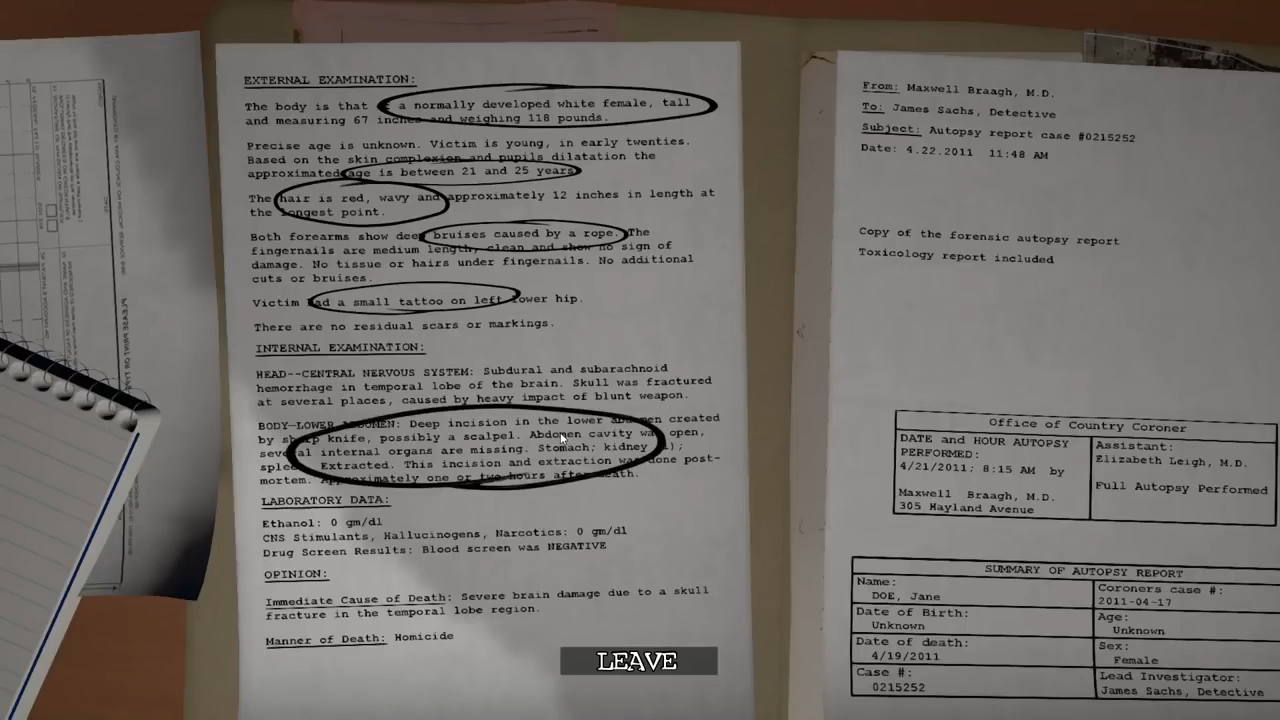 EXTERNAL EXAMINATION:
The body is that a normally developed white female, tall
and measuring 67 inches and weighing 118 pounds.
Precise age is unknown. Victim is young, in early twenties.
Based on the skin complexion and pupils dilatation the
approximated age is between 21 and 25 years
The hair is red, wavy and approximately 12 inches in length at
the longest point.
Both forearms show deep bruises caused by a rope. The
fingernails are medium length, clean and show no sign of
damage. No tissue or hairs under fingernails. No additional
cuts or bruises.
Victim had a small tattoo on left lower hip.
There are no residual scars or markings.
INTERNAL EXAMINATION:
HEAD--CENTRAL NERVOUS SYSTEM: Subdural and subarachnoid
hemorrhage in temporal lobe of the brain. Skull was fractured
at several places, caused by heavy impact of blunt weapon.
BODY—LOWER ABDOMEN: Deep incision in the lower abdomen created
by sharp knife, possibly a scalpel. Abdomen cavity was open,
several internal organs are missing. Stomach; kidney
spleen Extracted. This incision and extraction was done post-
mortem. Approximately one or two hours after death.
LABORATORY DATA:
Ethanol: 0 gm/dl
CNS Stimulants, Hallucinogens, Narcotics: 0 gm/dl
Drug Screen Results: Blood screen was NEGATIVE
OPINION:
Immediate Cause of Death: Severe brain damage due to a skull
fracture in the temporal lobe region.
Manner of Death: Homicide
LEAVE
From: Maxwell Braagh, M.D.
To: James Sachs, Detective
Subject: Autopsy report case #0215252
Date: 4.22.2011 11:48 AM
Copy of the forensic autopsy report
Toxicology report included
Office of Country Coroner
DATE and HOUR AUTOPSY
PERFORMED:
4/21/2011; 8:15 AM by
Maxwell Braagh, M.D.
305 Hayland Avenue
Assistant:
Elizabeth Leigh, M.D.
Full Autopsy Performed
SUMMARY OF AUTOPSY REPORT
Name:
DOE, Jane
Coroners case #:
2011-04-17
Date of Birth:
Unknown
Age:
Unknown
Date of death:
4/19/2011
Sex:
Female
Case #:
0215252
Lead Investigator:
James Sachs, Detective